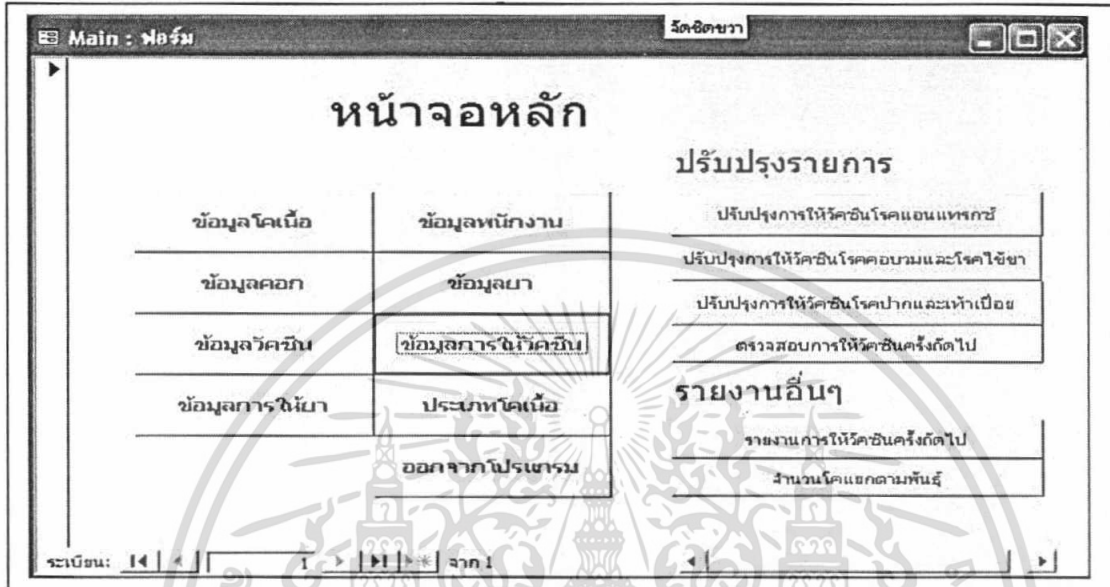 Main : ฟอร์ม
จัดชิดขวา
หน้าจอหลัก
ข้อมูลโคเนื้อ
ข้อมูลพนักงาน
ข้อมูลคอก
ข้อมูลยา
ข้อมูลวัคซีน
ข้อมูลการให้วัคซีน
ข้อมูลการให้ยา
ประเภทโคเนื้อ
ออกจากโปรแกรม
ปรับปรุงรายการ
ปรับปรุงการให้วัคซินโรคแอนแทรกซ์
ปรับปรุงการให้วัคซินโรคคอบวมและโรคไข้ขา
ปรับปรุงการให้วัคซินโรคปากและเท้าเปื่อย
ตรวจสอบการให้วัคซินครั้งถัดไป
รายงานอื่นๆ
รายงานการให้วัคซินครั้งถัดไป
จำนวนโคแยกตามพันธุ์
ระเบียน: 1 จาก 1